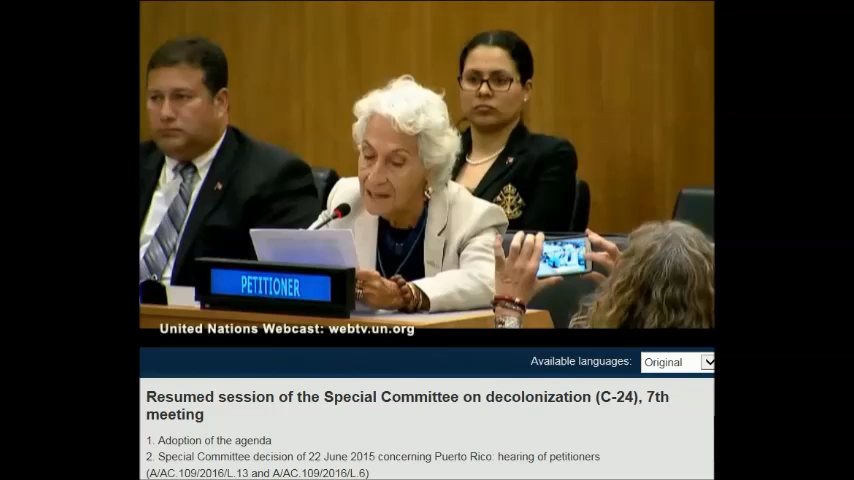 PETITIONER
United Nations Webcast: webtv.un.org
Available languages: Original
Resumed session of the Special Committee on decolonization (C-24), 7th
meeting
1. Adoption of the agenda
2. Special Committee decision of 22 June 2015 concerning Puerto Rico: hearing of petitioners
(A/AC.109/2016/L.13 and A/AC.109/2016/L.6)